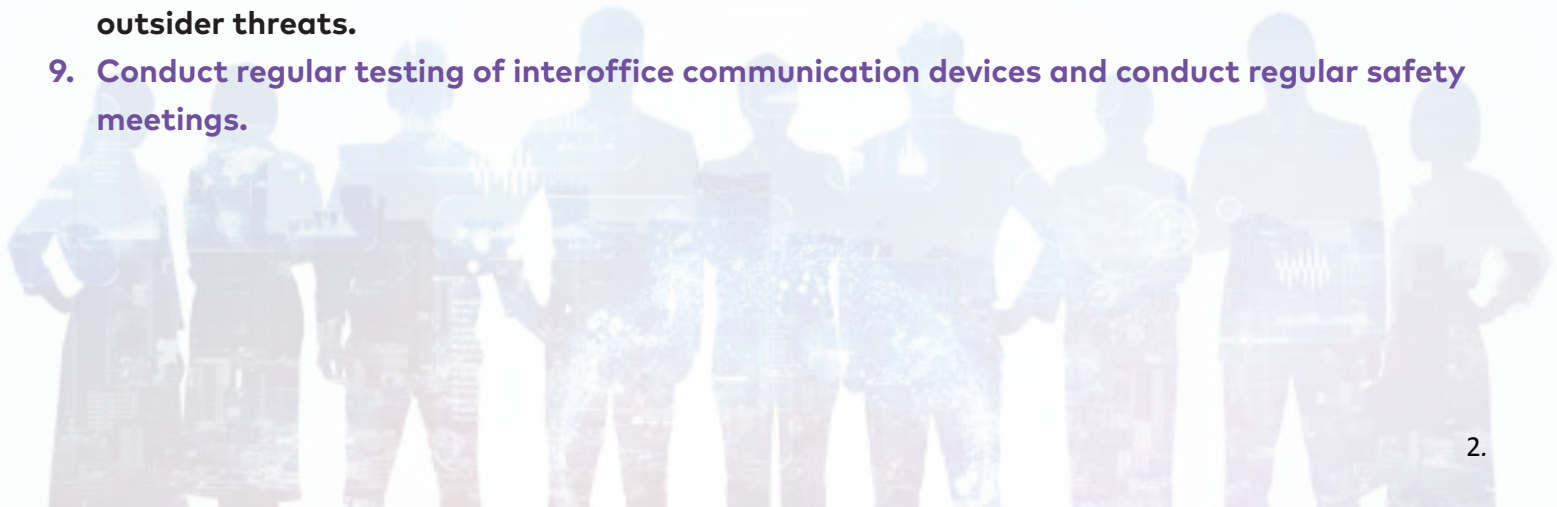 outsider threats.
9. Conduct regular testing of interoffice communication devices and conduct regular safety
meetings.
2.